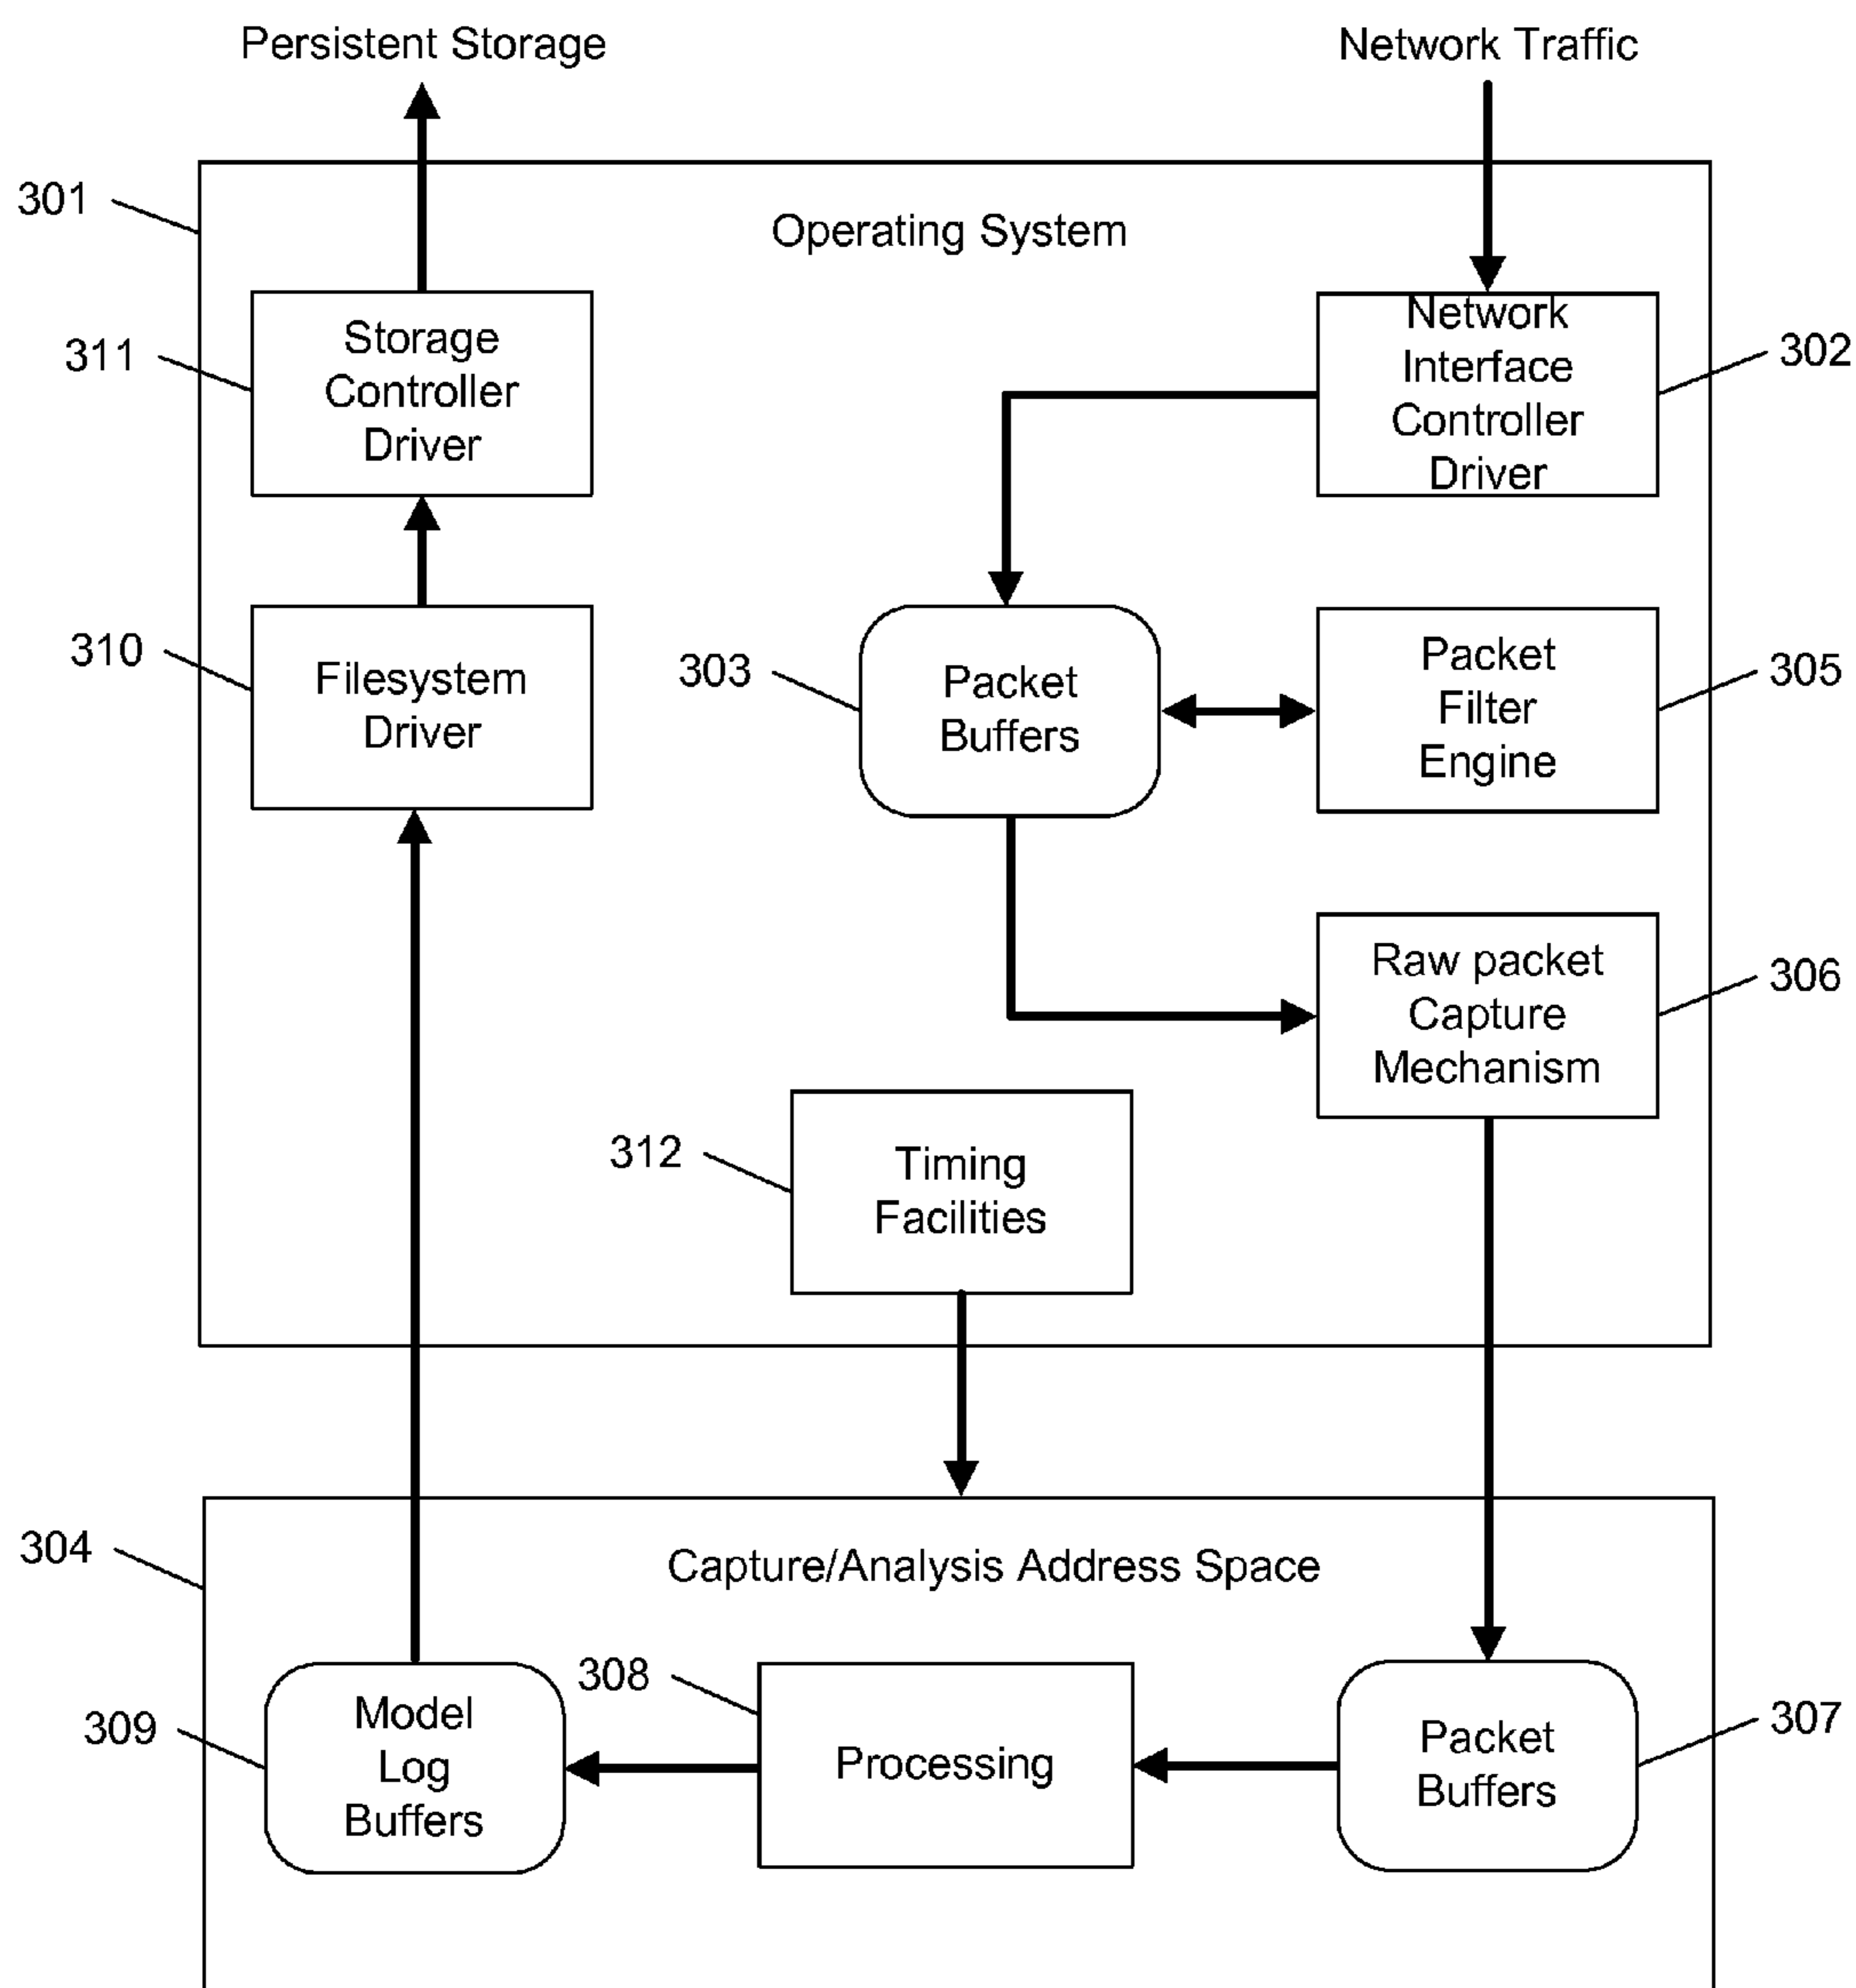 Persistent Storage
Network Traffic
301
Operating System
311
Storage
Controller
Driver
Network
Interface
Controller
Driver
302
310
Filesystem
Driver
303
Packet
Buffers
Packet
Filter
Engine
305
Raw packet
Capture
Mechanism
306
312
Timing
Facilities
304
Capture/Analysis Address Space
309
Model
Log
Buffers
308
Processing
Packet
Buffers
307